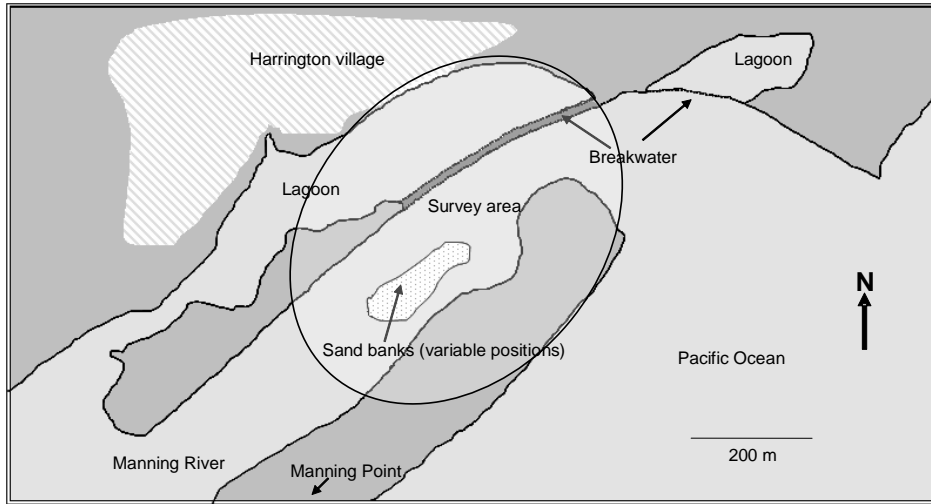 Harrington village
Lagoon
Breakwater
Lagoon
Survey area
N
Sand banks (variable positions)
Pacific Ocean
200 m
Manning River
Manning Point